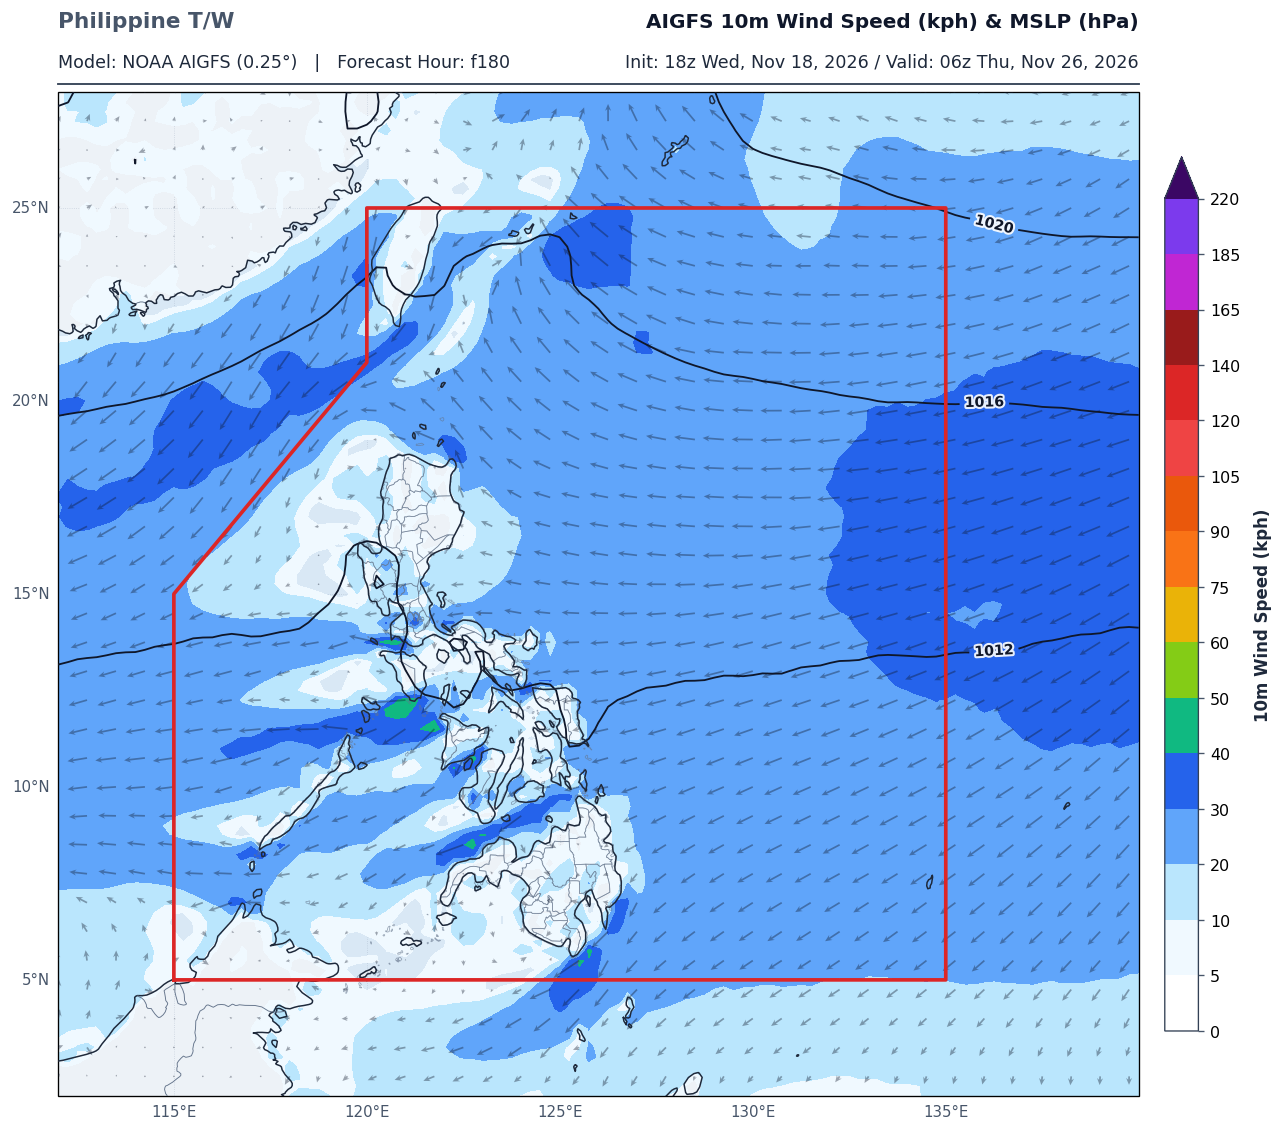 Philippine T/W
AIGFS 10m Wind Speed (kph) & MSLP (hPa)
Model: NOAA AIGFS (0.25°)   |   Forecast Hour: f180
Init: 18z Wed, Nov 18, 2026 / Valid: 06z Thu, Nov 26, 2026
25°N
20°N
15°N
10°N
5°N
115°E
120°E
125°E
130°E
135°E
1020
1016
1012
220
185
165
140
120
105
90
75
60
50
40
30
20
10
5
0
10m Wind Speed (kph)